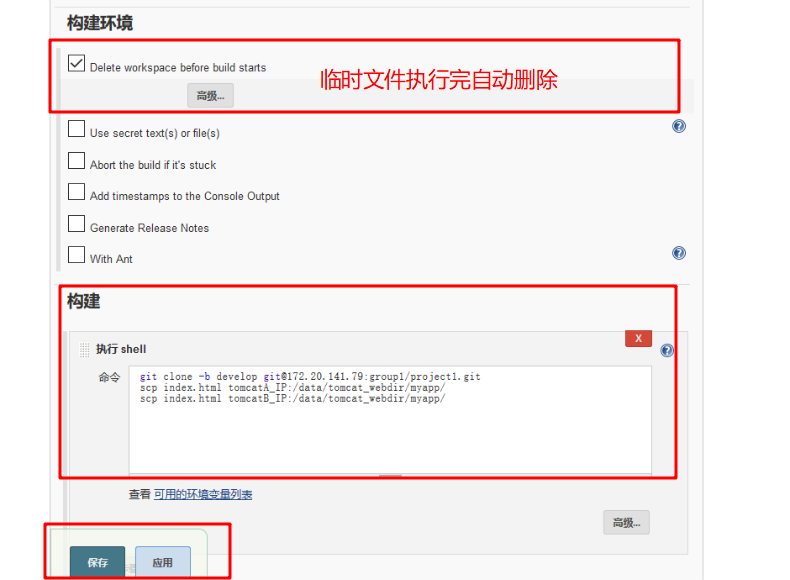 构建环境
Delete workspace before build starts
临时文件执行完自动删除
高级...
Use secret text(s) or file(s)
Abort the build if it's stuck
Add timestamps to the Console Output
Generate Release Notes
With Ant
构建
X
执行 shell
命令
git clone -b develop git@172.20.141.79:group1/project1.git
scp index.html tomcatA_IP:/data/tomcat_webdir/myapp/
scp index.html tomcatB_IP:/data/tomcat_webdir/myapp/
查看 可用的环境变量列表
高级...
保存
应用